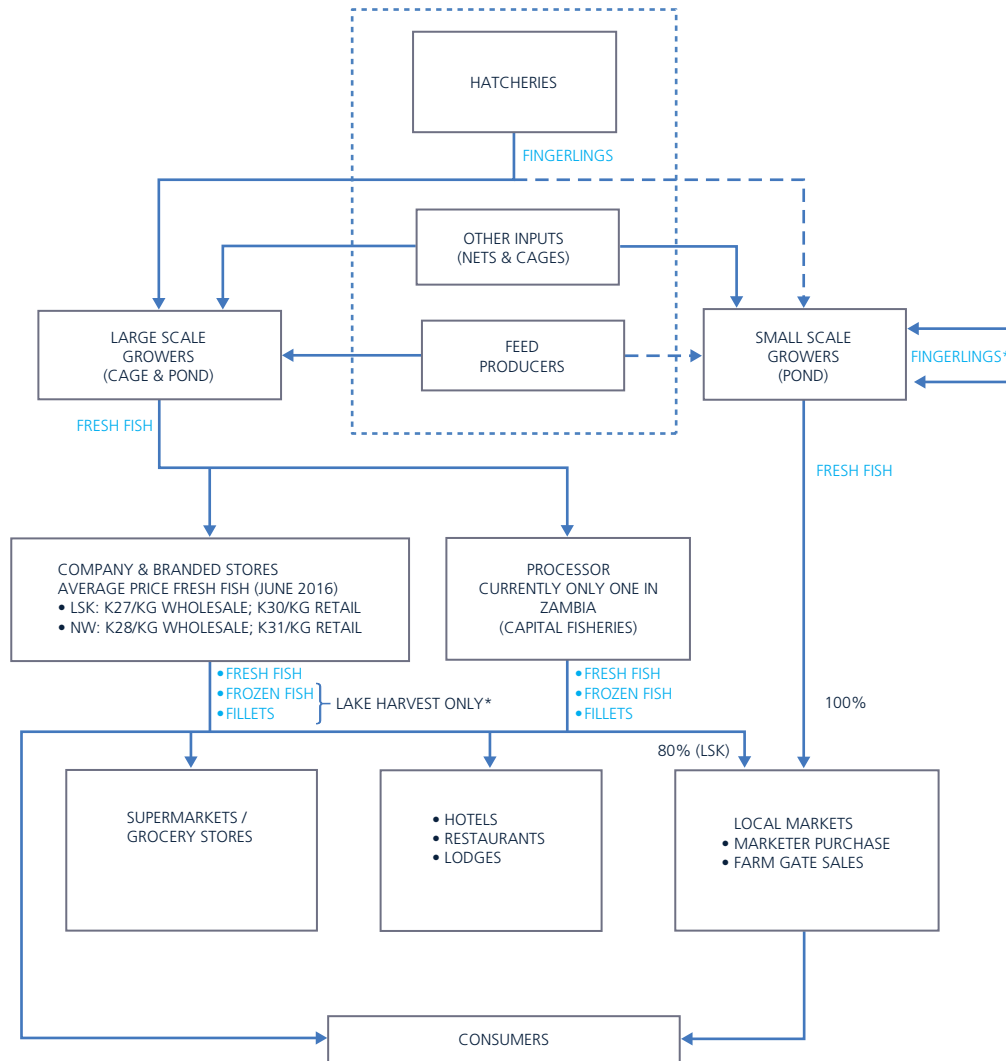 HATCHERIES
FINGERLINGS
OTHER INPUTS
(NETS & CAGES)
LARGE SCALE
GROWERS
(CAGE & POND)
FEED
PRODUCERS
SMALL SCALE
GROWERS
(POND)
FINGERLINGS*
FRESH FISH
FRESH FISH
COMPANY & BRANDED STORES
AVERAGE PRICE FRESH FISH (JUNE 2016)
• LSK: K27/KG WHOLESALE; K30/KG RETAIL
• NW: K28/KG WHOLESALE; K31/KG RETAIL
PROCESSOR
CURRENTLY ONLY ONE IN
ZAMBIA
(CAPITAL FISHERIES)
• FRESH FISH
• FROZEN FISH
• FILLETS
LAKE HARVEST ONLY*
• FRESH FISH
• FROZEN FISH
• FILLETS
100%
80% (LSK)
SUPERMARKETS /
GROCERY STORES
• HOTELS
• RESTAURANTS
• LODGES
LOCAL MARKETS
• MARKETER PURCHASE
• FARM GATE SALES
CONSUMERS